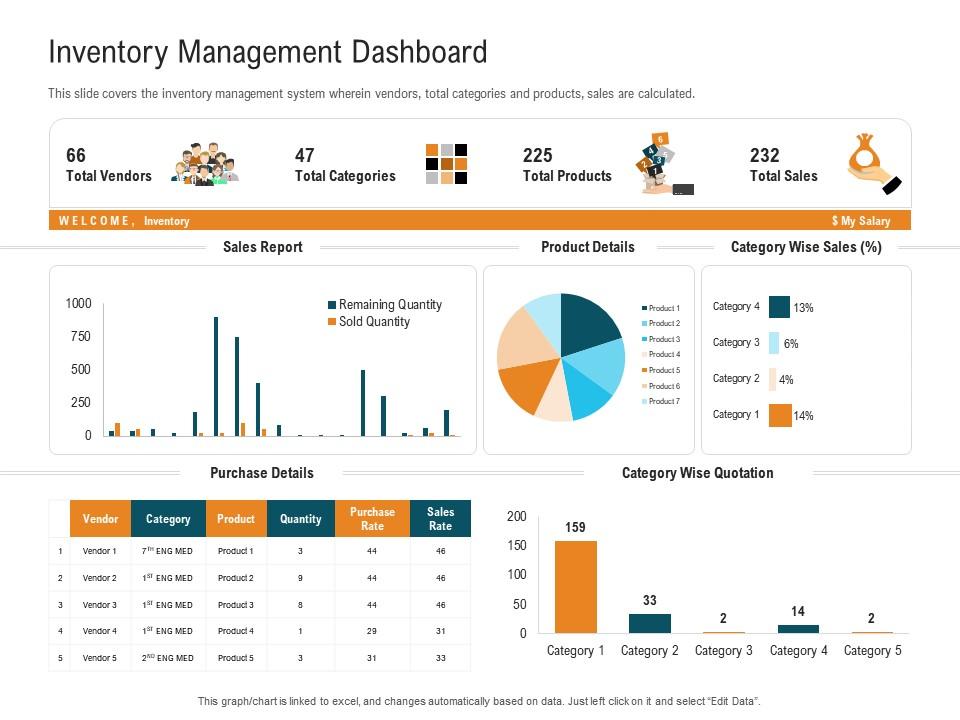 Inventory Management Dashboard
This slide covers the inventory management system wherein vendors, total categories and products, sales are calculated.
66
Total Vendors
47
Total Categories
225
Total Products
6
4
5
3
2
1
232
Total Sales
WELCOME, Inventory $ My Salary
Sales Report
1000
750
500
250
0
Remaining Quantity
Sold Quantity
Product Details
Product 1
Product 2
Product 3
Product 4
Product 5
Product 6
Product 7
Category Wise Sales (%)
Category 4 13%
Category 3 6%
Category 2 4%
Category 1 14%
Purchase Details
Vendor Category Product Quantity Purchase Rate Sales Rate
1 Vendor 1 7TH ENG MED Product 1 3 44 46
2 Vendor 2 1ST ENG MED Product 2 9 44 46
3 Vendor 3 1ST ENG MED Product 3 8 44 46
4 Vendor 4 1ST ENG MED Product 4 1 29 31
5 Vendor 5 2ND ENG MED Product 5 3 31 33
Category Wise Quotation
200
150
100
50
0
159
33
2
14
2
Category 1 Category 2 Category 3 Category 4 Category 5
This graph/chart is linked to excel, and changes automatically based on data. Just left click on it and select “Edit Data”.